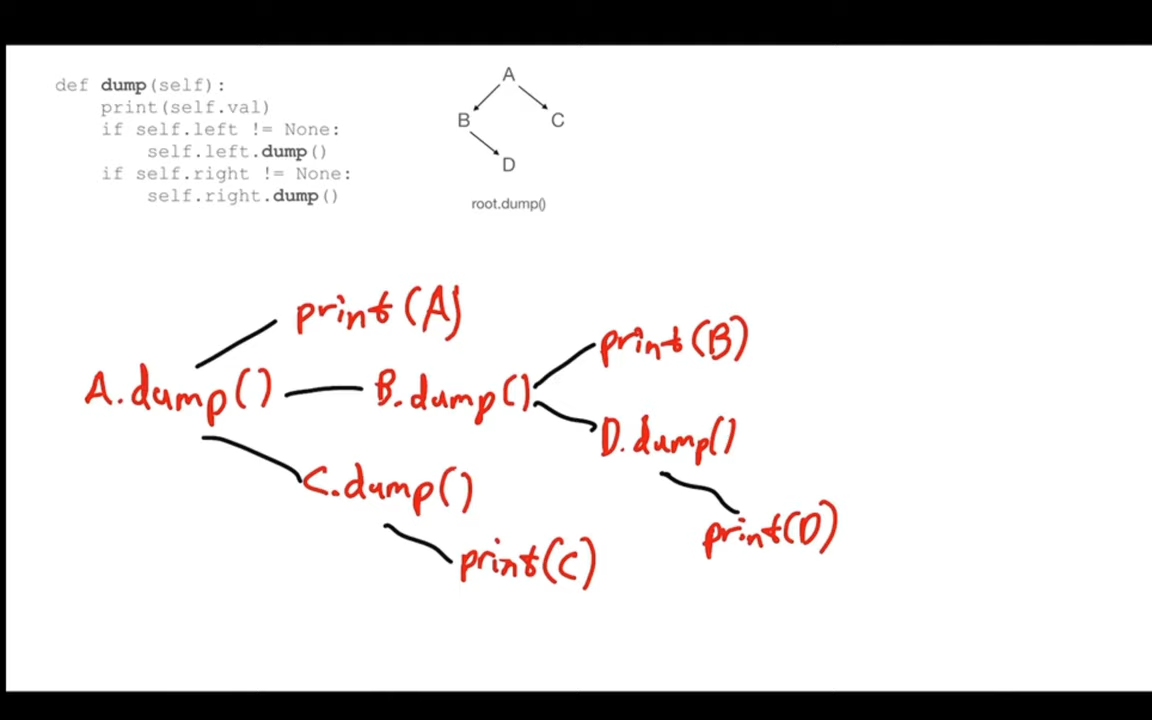 def dump(self):
    print(self.val)
    if self.left != None:
        self.left.dump()
    if self.right != None:
        self.right.dump()
A
B C
D
root.dump()
print(A)
A.dump() B.dump() print(B)
D.dump()
C.dump()
print(D)
print(C)